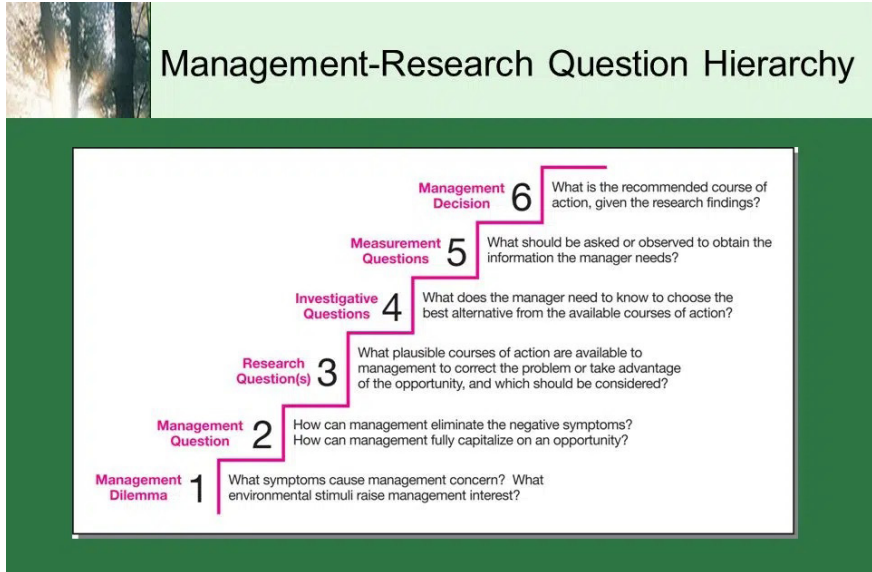 Management-Research Question Hierarchy
Management
Decision
6
What is the recommended course of
action, given the research findings?
Measurement
Questions
5
What should be asked or observed to obtain the
information the manager needs?
Investigative
Questions
4
What does the manager need to know to choose the
best alternative from the available courses of action?
Research
Question(s)
3
What plausible courses of action are available to
management to correct the problem or take advantage
of the opportunity, and which should be considered?
Management
Question
2
How can management eliminate the negative symptoms?
How can management fully capitalize on an opportunity?
Management
Dilemma
1
What symptoms cause management concern? What
environmental stimuli raise management interest?